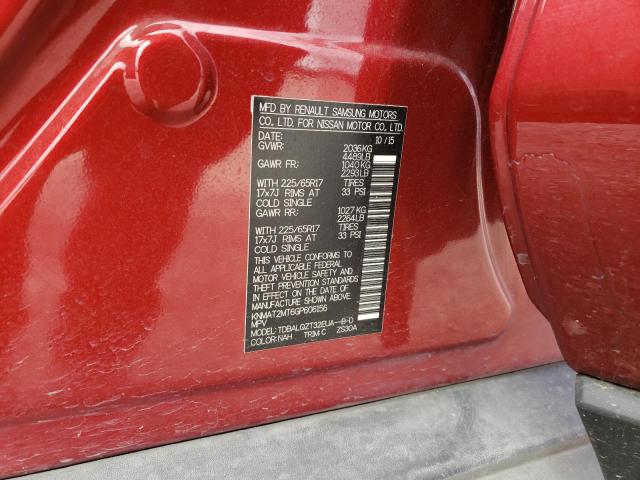 MFD BY RENAULT SAMSUNG MOTORS
CO., LTD. FOR NISSAN MOTOR CO., LTD.
DATE: 10/15
GVWR: 2036KG
4489LB
GAWR FR: 1040KG
2293LB
WITH 225/65R17 TIRES
17x7J RIMS AT 33 PSI
COLD SINGLE
GAWR RR: 1027KG
2264LB
WITH 225/65R17 TIRES
17x7J RIMS AT 33 PSI
COLD SINGLE
THIS VEHICLE CONFORMS TO
ALL APPLICABLE FEDERAL
MOTOR VEHICLE SAFETY AND
THEFT PREVENTION STANDARDS
IN EFFECT ON THE DATE OF
MANUFACTURE SHOWN ABOVE.
KNMAT2MT6GP606156
MPV
MODEL: TDBALQZT32EUA--B-D
COLOR:NAH TRIM:C ZS30A